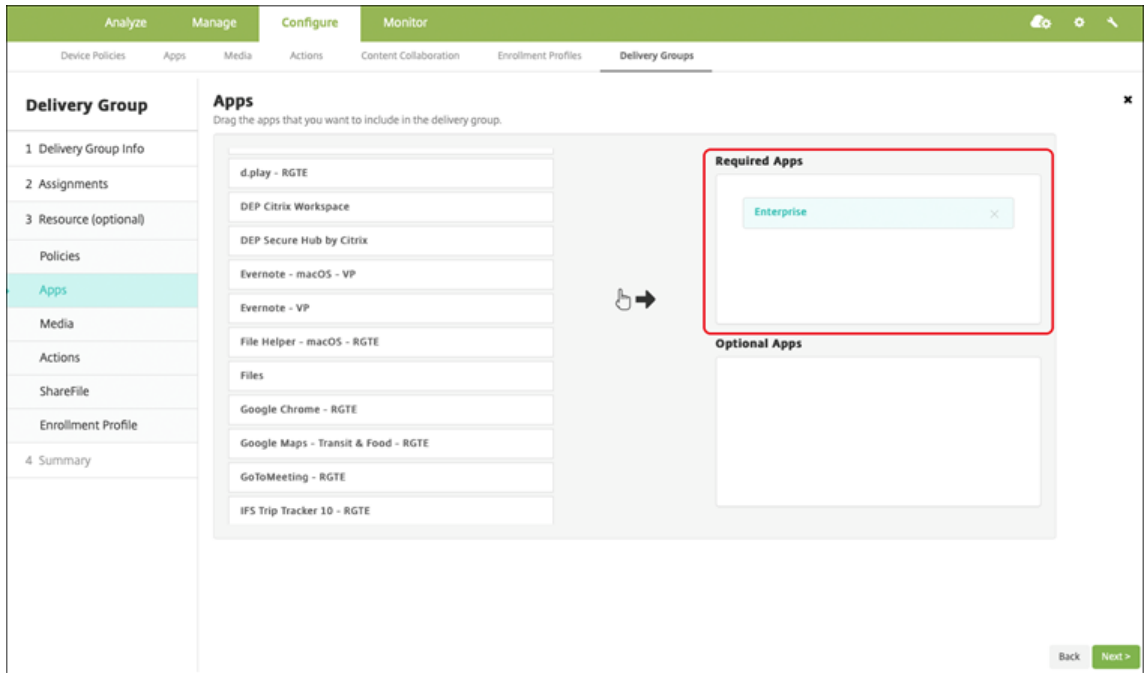 Analyze Manage Configure Monitor
Device Policies Apps Media Actions Content Collaboration Enrollment Profiles Delivery Groups
Delivery Group
1 Delivery Group Info
2 Assignments
3 Resource (optional)
Policies
Apps
Media
Actions
ShareFile
Enrollment Profile
4 Summary
Apps
Drag the apps that you want to include in the delivery group.
d.play - RGTE
DEP Citrix Workspace
DEP Secure Hub by Citrix
Evernote - macOS - VP
Evernote - VP
File Helper - macOS - RGTE
Files
Google Chrome - RGTE
Google Maps - Transit & Food - RGTE
GoToMeeting - RGTE
IFS Trip Tracker 10 - RGTE
Required Apps
Enterprise
Optional Apps
Back Next >